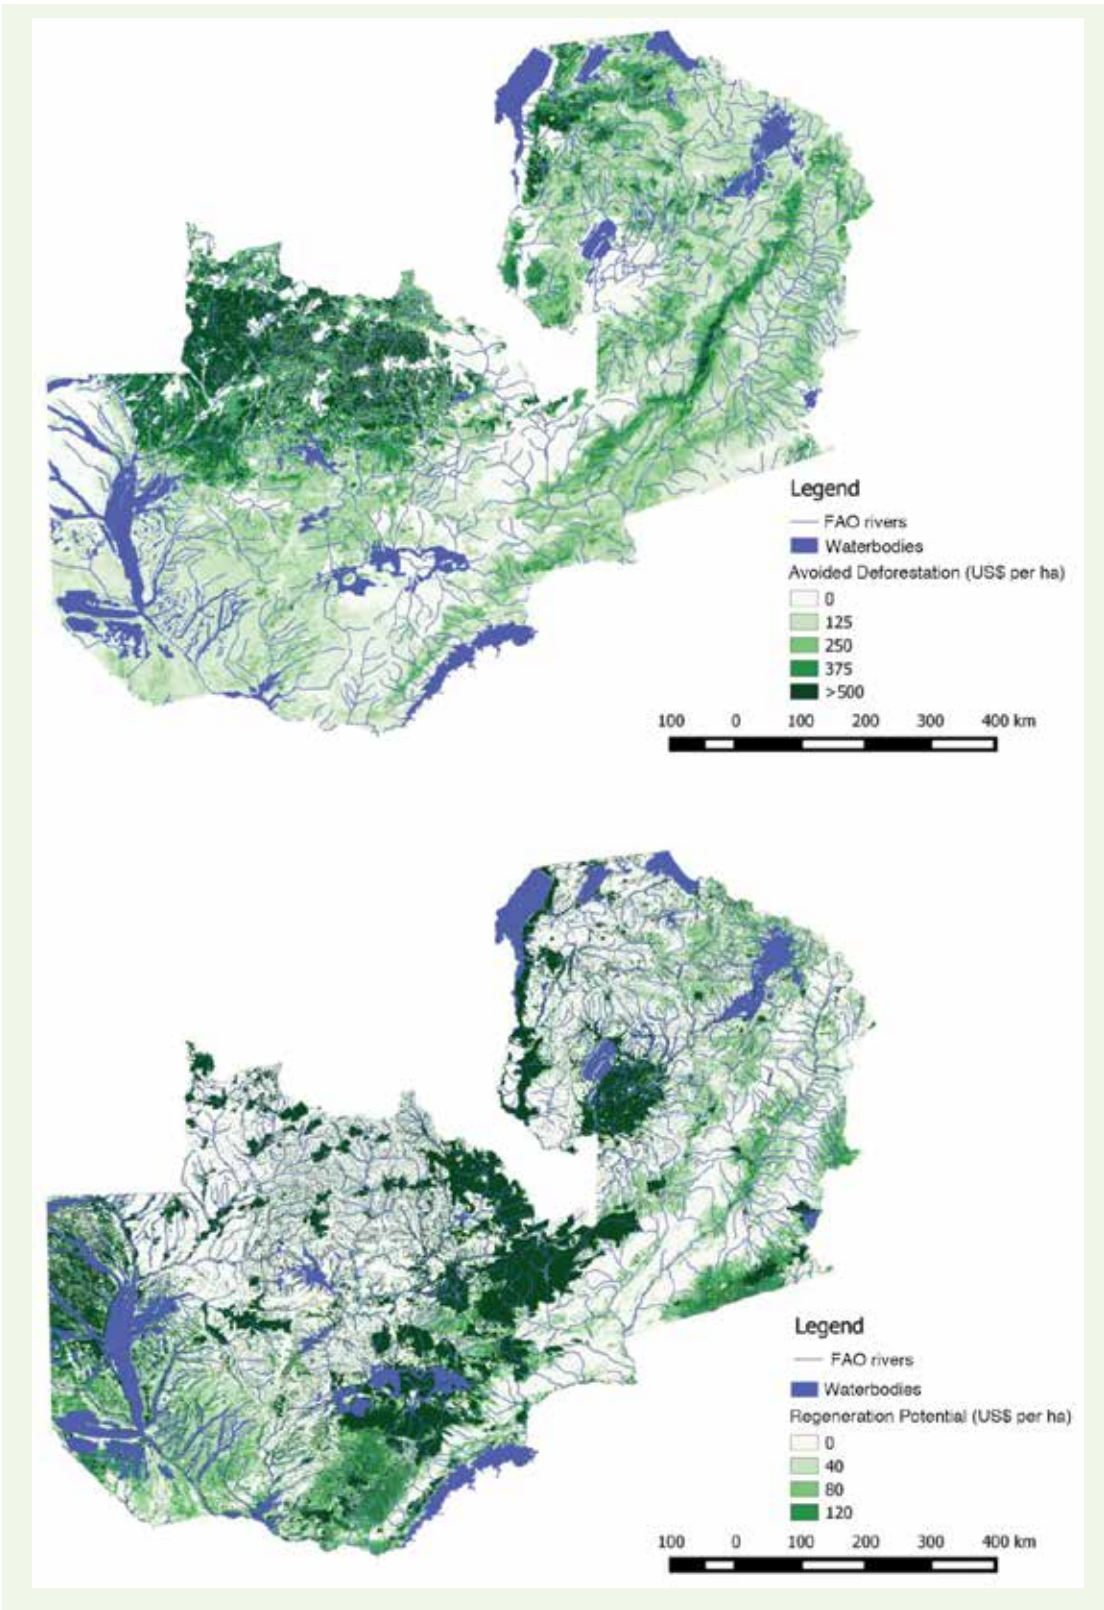 Legend
FAO rivers
Waterbodies
Avoided Deforestation (US$ per ha)
0
125
250
375
>500
100 0 100 200 300 400 km
Legend
FAO rivers
Waterbodies
Regeneration Potential (US$ per ha)
0
40
80
120
100 0 100 200 300 400 km